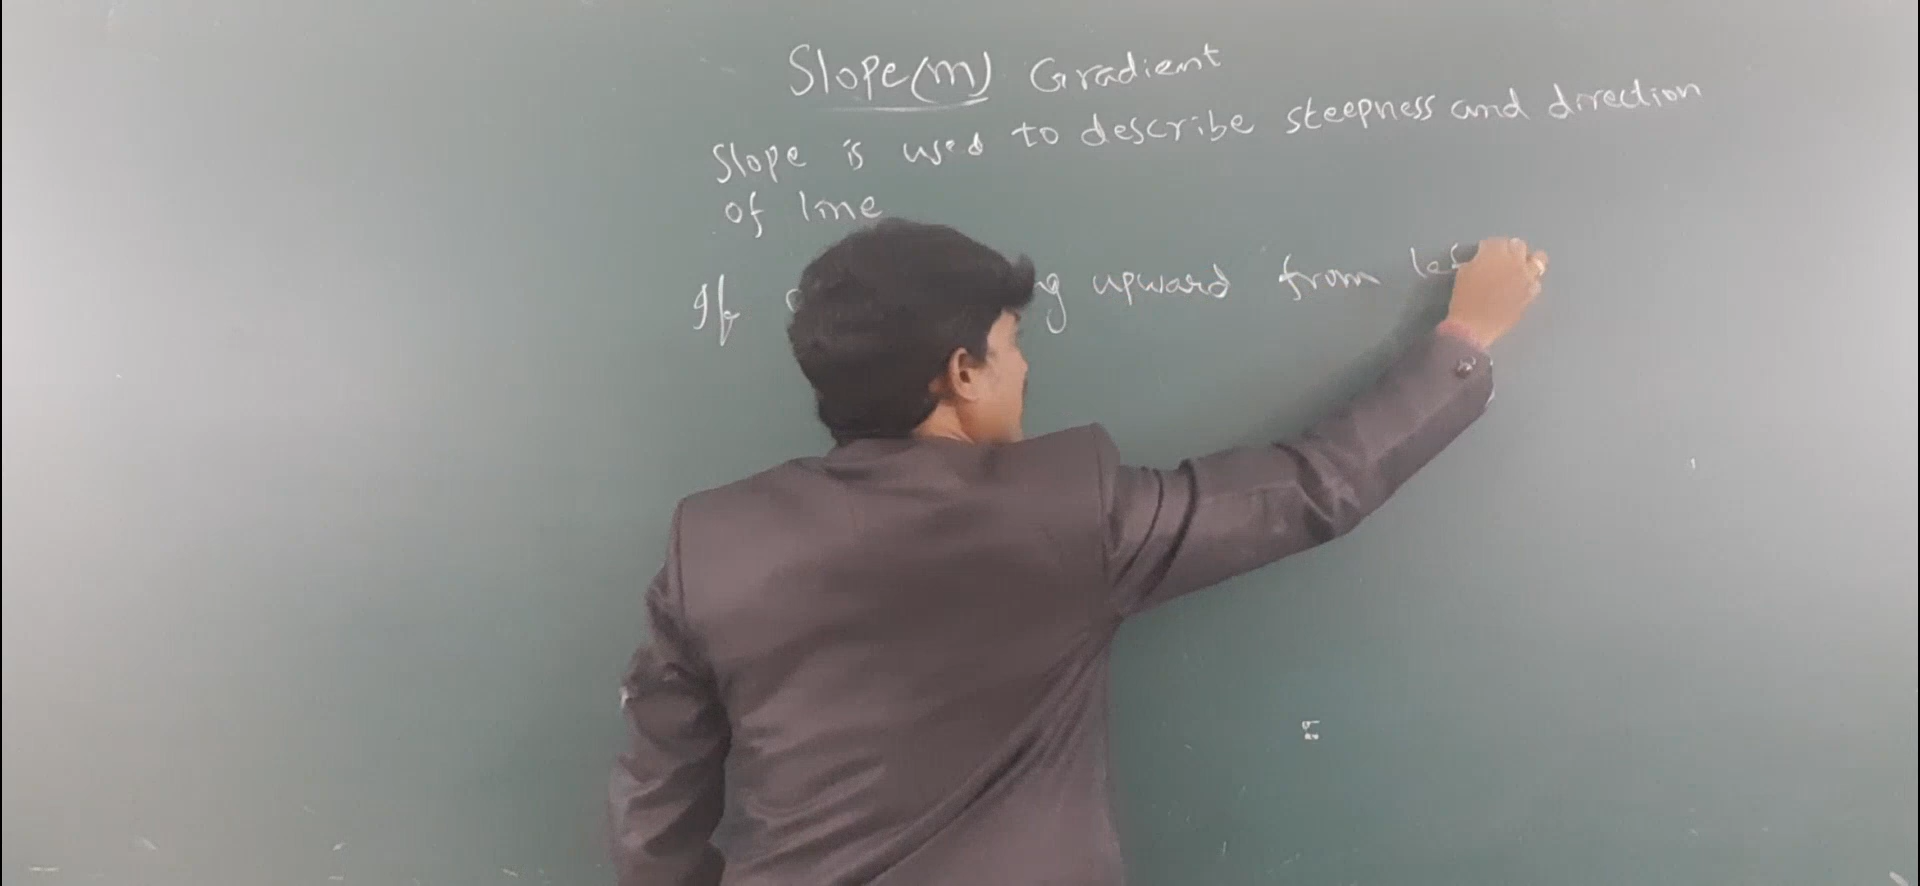 Slope(m) Gradient
Slope is used to describe steepness and direction
of line
If upward from